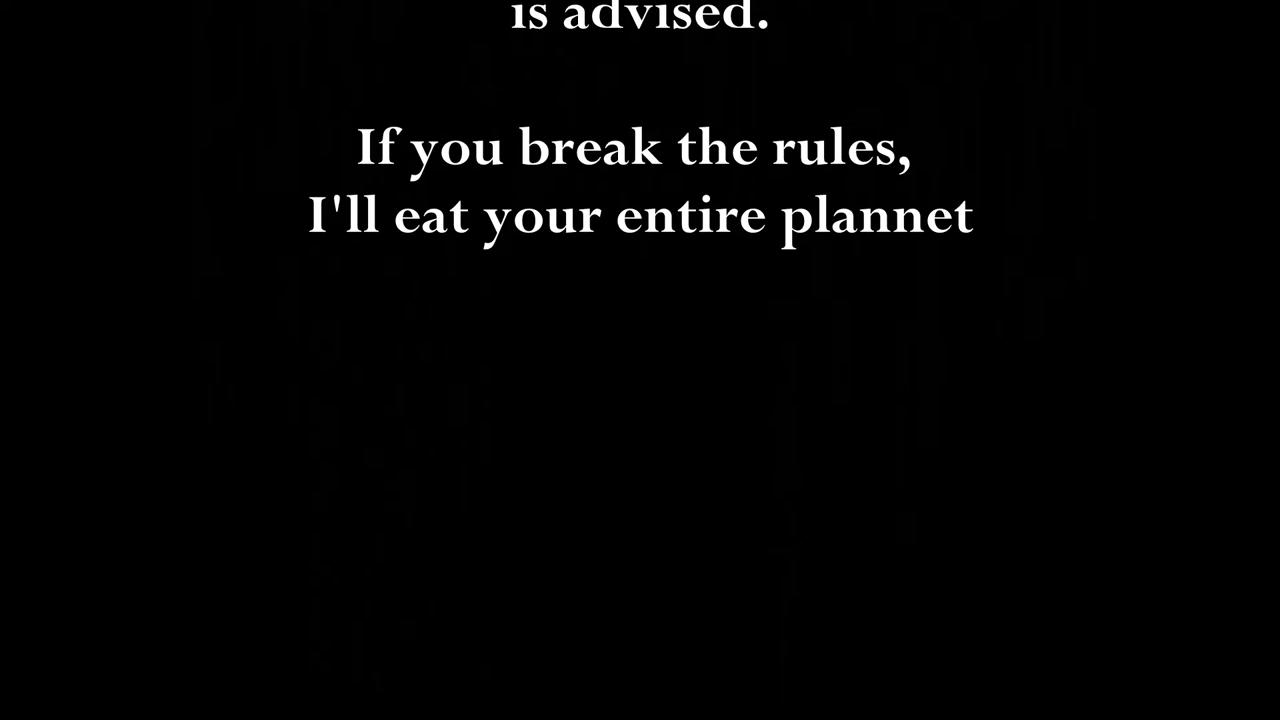 is advised.
If you break the rules,
I'll eat your entire plannet